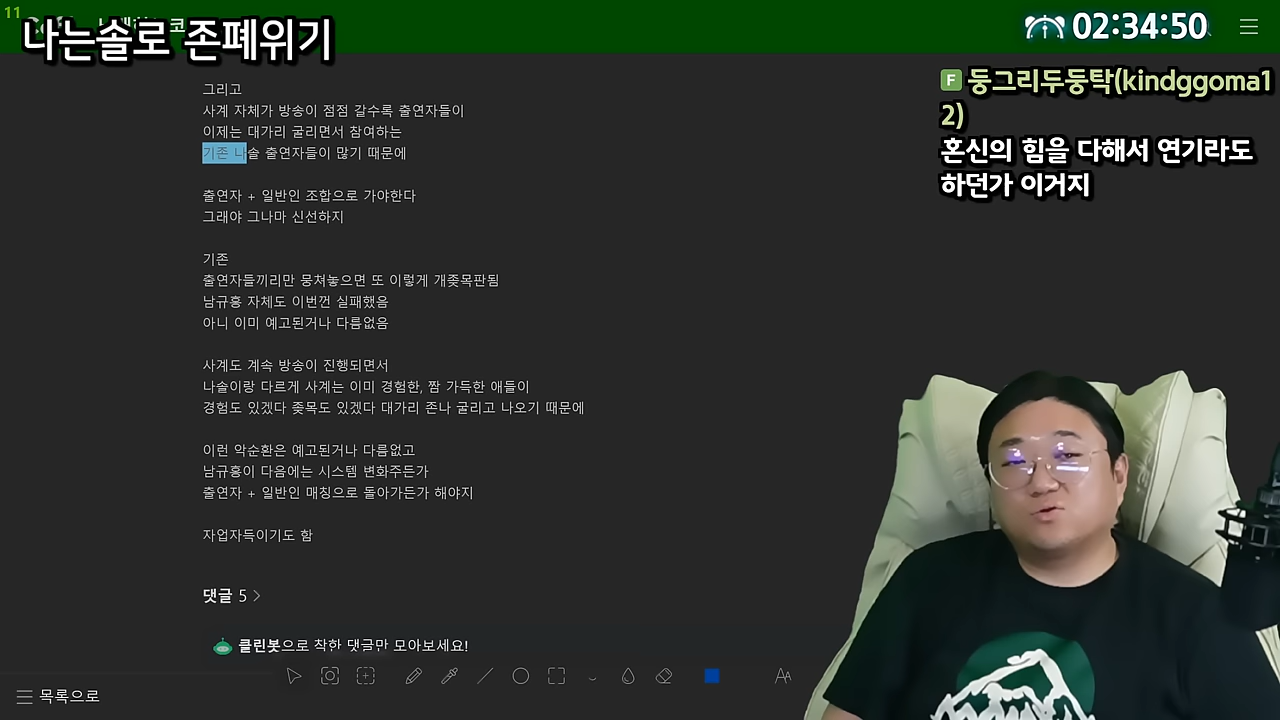 11
나는솔로 존폐위기
02:34:50
F 둥그리두둥탁(kindggoma1
2)
혼신의 힘을 다해서 연기라도
하던가 이거지
그리고
사계 자체가 방송이 점점 갈수록 출연자들이
이제는 대가리 굴리면서 참여하는
기존 나솔 출연자들이 많기 때문에
출연자 + 일반인 조합으로 가야한다
그래야 그나마 신선하지
기존
출연자들끼리만 뭉쳐놓으면 또 이렇게 개좆목판됨
남규홍 자체도 이번껀 실패했음
아니 이미 예고된거나 다름없음
사계도 계속 방송이 진행되면서
나솔이랑 다르게 사계는 이미 경험한, 짬 가득한 애들이
경험도 있겠다 좆목도 있겠다 대가리 존나 굴리고 나오기 때문에
이런 악순환은 예고된거나 다름없고
남규홍이 다음에는 시스템 변화주든가
출연자 + 일반인 매칭으로 돌아가든가 해야지
자업자득이기도 함
댓글 5
클린봇으로 착한 댓글만 모아보세요!
목록으로